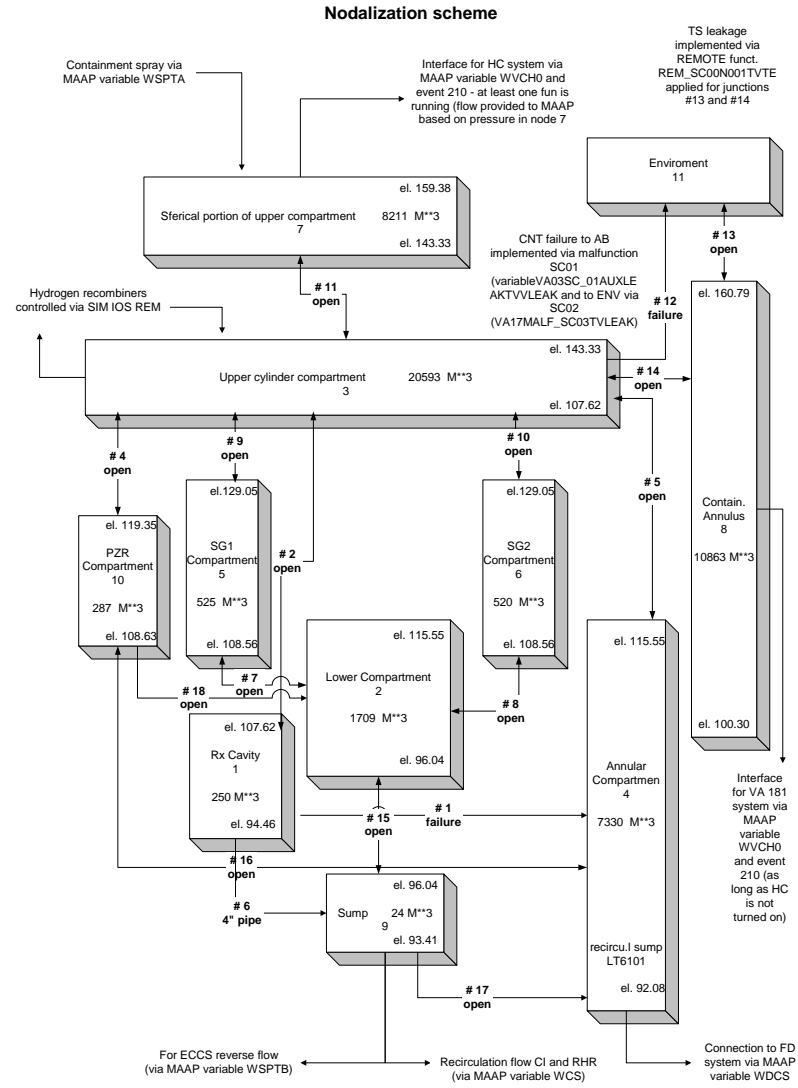 Nodalization scheme
Containment spray via
MAAP variable WSPTA
Interface for HC system via
MAAP variable WVCH0 and
event 210 - at least one fun is
running (flow provided to MAAP
based on pressure in node 7
TS leakage
implemented via
REMOTE funct.
REM_SC00N001TVTE
applied for junctions
#13 and #14
Enviroment
11
el. 159.38
Sferical portion of upper compartment
8211 M**3
7
el. 143.33
# 13
open
CNT failure to AB
implemented via malfunction
SC01
(variableVA03SC_01AUXLE
AKTVVLEAK and to ENV via
SC02
(VA17MALF_SC03TVLEAK)
# 11
open
# 12
failure
Hydrogen recombiners
controlled via SIM IOS REM
el. 143.33
Upper cylinder compartment
20593 M**3
3
el. 107.62
# 14
open
el. 160.79
Contain.
Annulus
8
10863 M**3
el. 100.30
# 4
open
# 9
open
# 10
open
# 5
open
# 2
open
el. 119.35
PZR
Compartment
10
287 M**3
el. 108.63
el.129.05
SG1
Compartment
5
525 M**3
el. 108.56
el.129.05
SG2
Compartment
6
520 M**3
el. 108.56
# 7
open
# 18
open
# 8
open
el. 115.55
Lower Compartment
2
1709 M**3
el. 96.04
el. 107.62
Rx Cavity
1
250 M**3
el. 94.46
el. 115.55
Annular
Compartmen
4
7330 M**3
recircu.l sump
LT6101
el. 92.08
# 15
open
# 1
failure
# 16
open
# 6
4" pipe
el. 96.04
Sump
24 M**3
9
el. 93.41
# 17
open
Interface
for VA 181
system via
MAAP
variable
WVCH0
and event
210 (as
long as HC
is not
turned on)
For ECCS reverse flow
(via MAAP variable WSPTB)
Recirculation flow CI and RHR
(via MAAP variable WCS)
Connection to FD
system via MAAP
variable WDCS